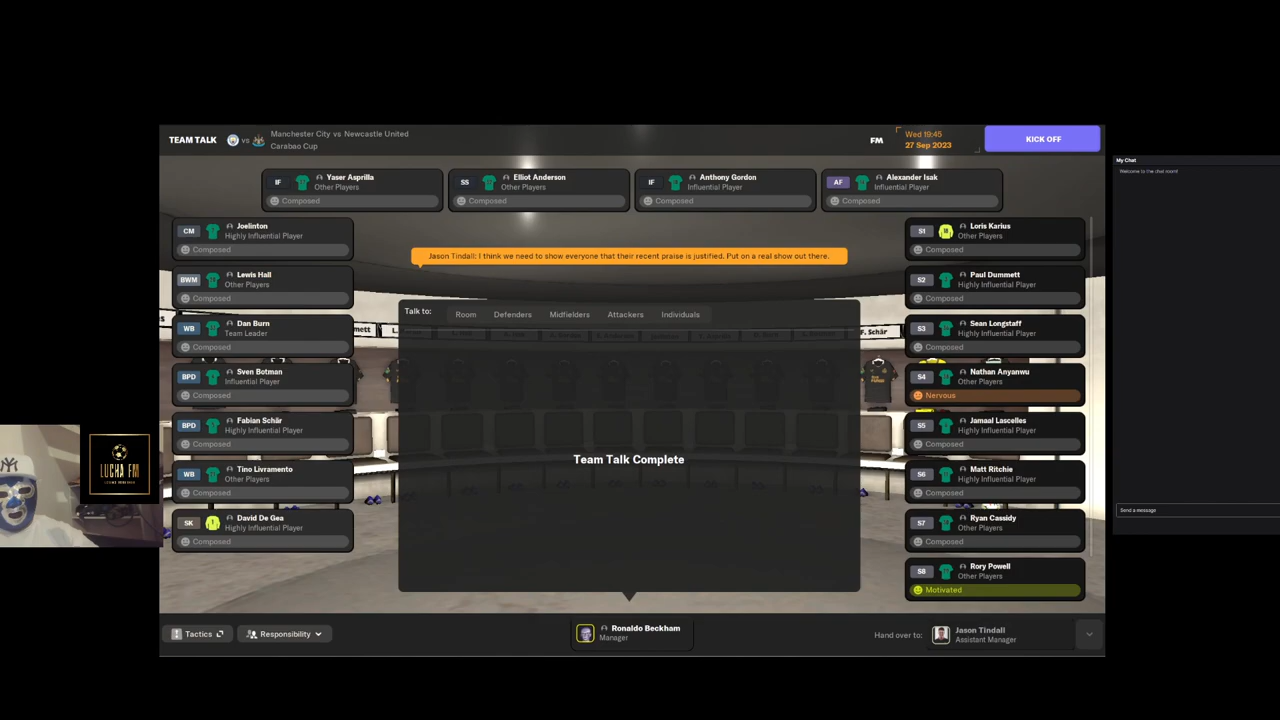 TEAM TALK
vs
Manchester City vs Newcastle United
Carabao Cup
FM
Wed 19:45
27 Sep 2023
KICK OFF
IF
Yaser Asprilla
Other Players
Composed
SS
Elliot Anderson
Other Players
Composed
IF
Anthony Gordon
Influential Player
Composed
AF
Alexander Isak
Influential Player
Composed
CM
Joelinton
Highly Influential Player
Composed
BWM
Lewis Hall
Other Players
Composed
WB
Dan Burn
Team Leader
Composed
BPD
Sven Botman
Influential Player
Composed
BPD
Fabian Schär
Highly Influential Player
Composed
WB
Tino Livramento
Other Players
Composed
SK
David De Gea
Highly Influential Player
Composed
Jason Tindall: I think we need to show everyone that their recent praise is justified. Put on a real show out there.
Talk to:
Room
Defenders
Midfielders
Attackers
Individuals
F. Schär
Team Talk Complete
S1
Loris Karius
Other Players
Composed
S2
Paul Dummett
Highly Influential Player
Composed
S3
Sean Longstaff
Highly Influential Player
Composed
S4
Nathan Anyanwu
Other Players
Nervous
S5
Jamaal Lascelles
Highly Influential Player
Composed
S6
Matt Ritchie
Highly Influential Player
Composed
S7
Ryan Cassidy
Other Players
Composed
S8
Rory Powell
Other Players
Motivated
Tactics
Responsibility
Ronaldo Beckham
Manager
Hand over to:
Jason Tindall
Assistant Manager
LUCHA FM
My Chat
Welcome to the chat room!
Send a message